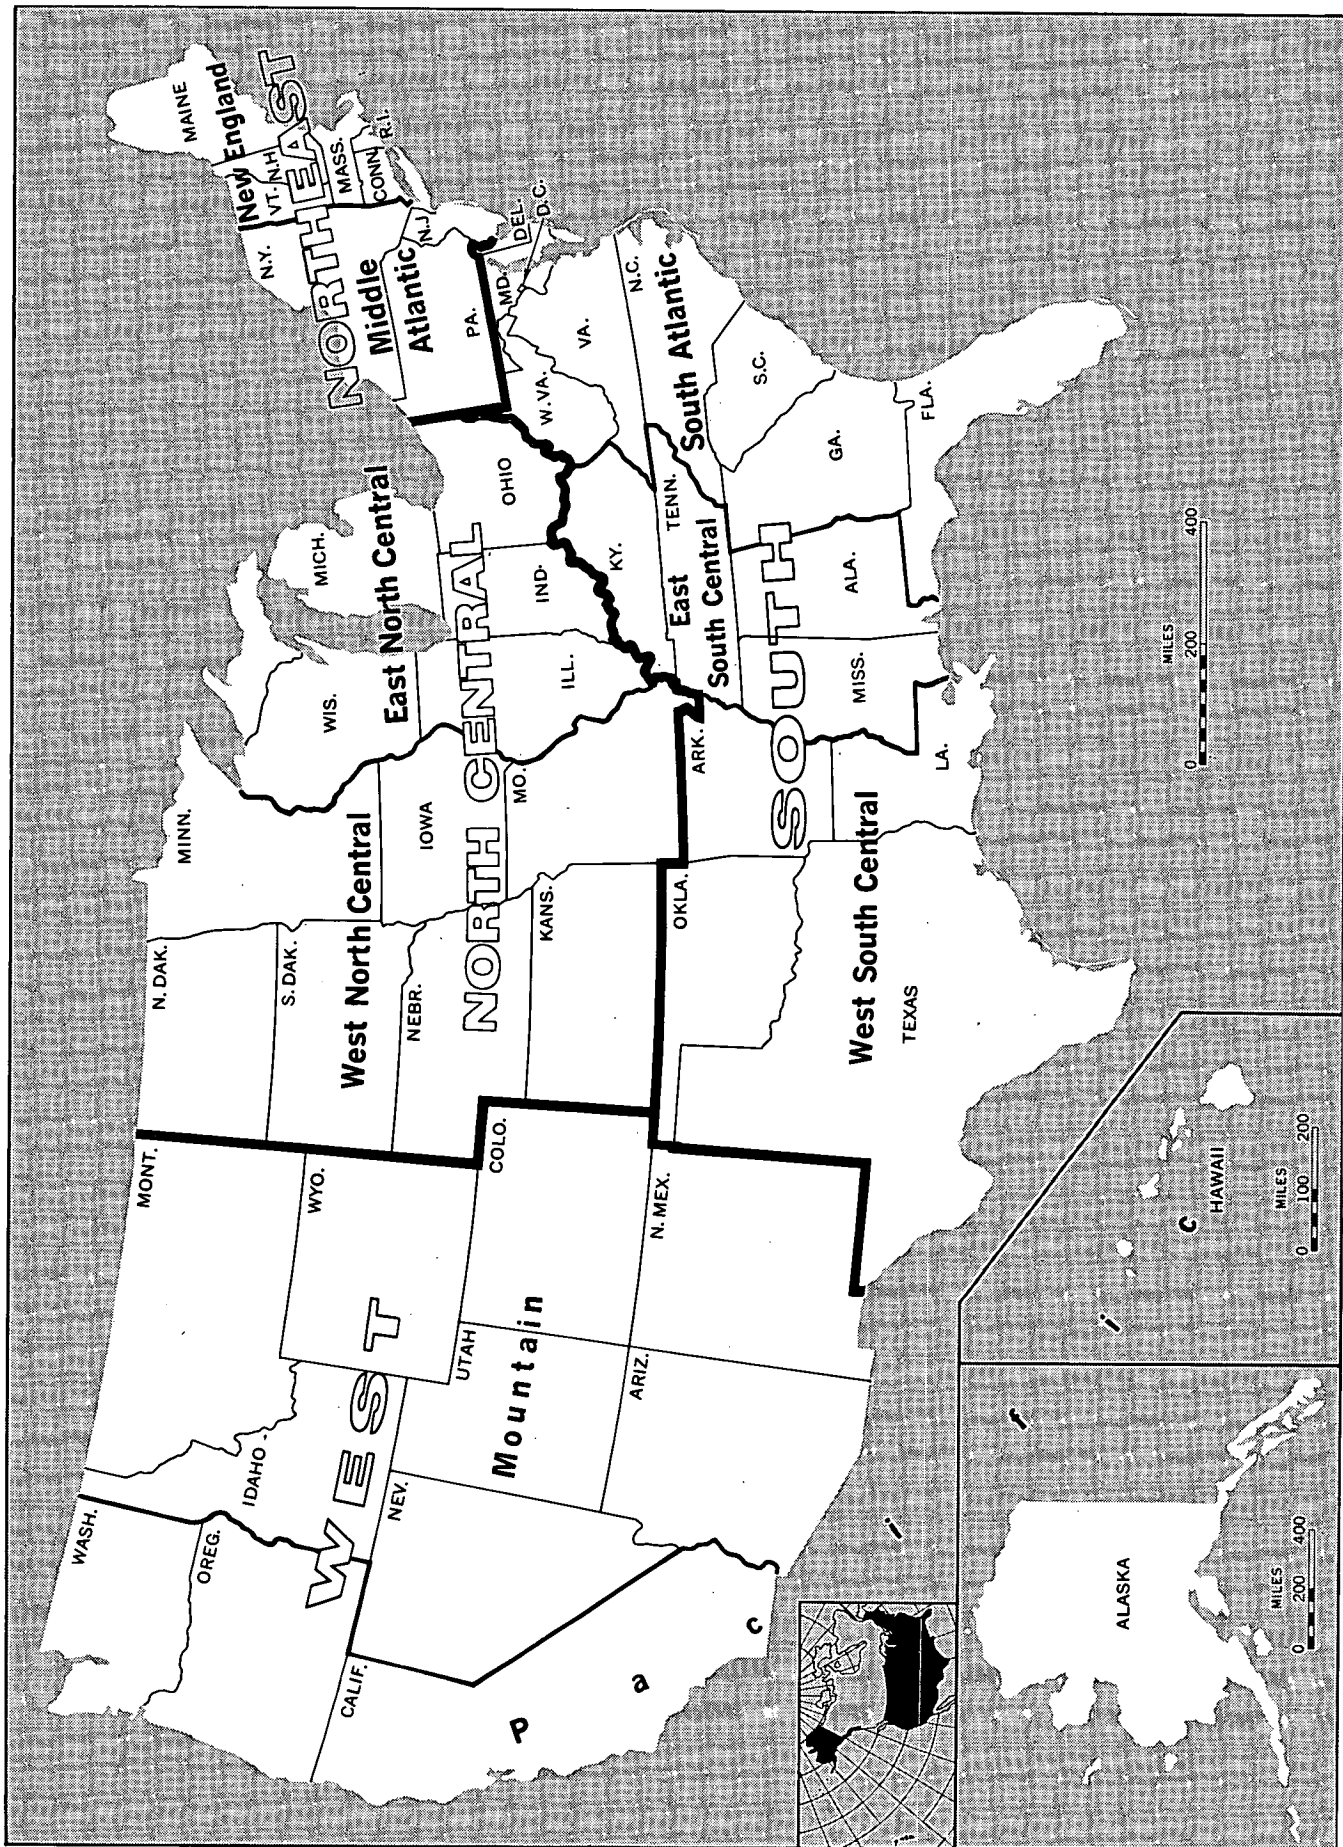 WASH.
MONT.
N. DAK.
MINN.
MAINE
OREG.
IDAHO
WYO.
S. DAK.
WIS.
MICH.
N.Y.
VT.
N.H.
New England
MASS.
CONN.
R.I.
WEST
NORTHEAST
West North Central
East North Central
Middle
Atlantic
NORTH CENTRAL
CALIF.
NEV.
UTAH
COLO.
NEBR.
IOWA
ILL.
IND.
OHIO
PA.
N.J.
Mountain
KANS.
MO.
KY.
W. VA.
VA.
MD.
DEL.
D.C.
ARIZ.
N. MEX.
OKLA.
ARK.
TENN.
N.C.
East
South Central
South Atlantic
S.C.
SOUTH
West South Central
TEXAS
LA.
MISS.
ALA.
GA.
FLA.
P a c i f i c
ALASKA
MILES
0 200 400
HAWAII
MILES
0 100 200
MILES
0 200 400